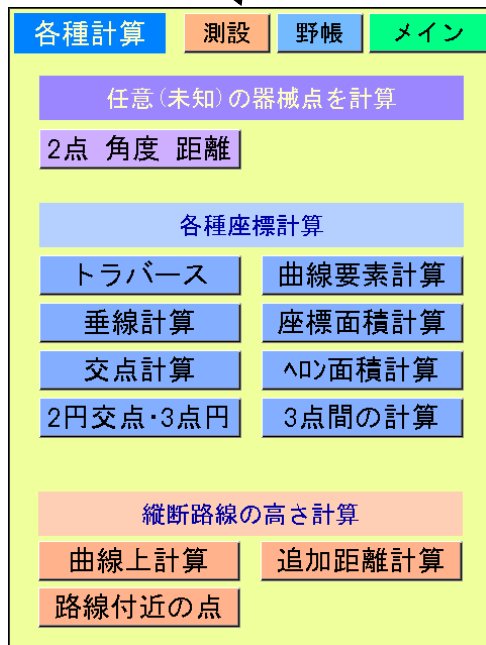 各種計算 測設 野帳 メイン
任意(未知)の器械点を計算
2点 角度 距離
各種座標計算
トラバース 曲線要素計算
垂線計算 座標面積計算
交点計算 ﾍﾛﾝ面積計算
2円交点･3点円 3点間の計算
縦断路線の高さ計算
曲線上計算 追加距離計算
路線付近の点